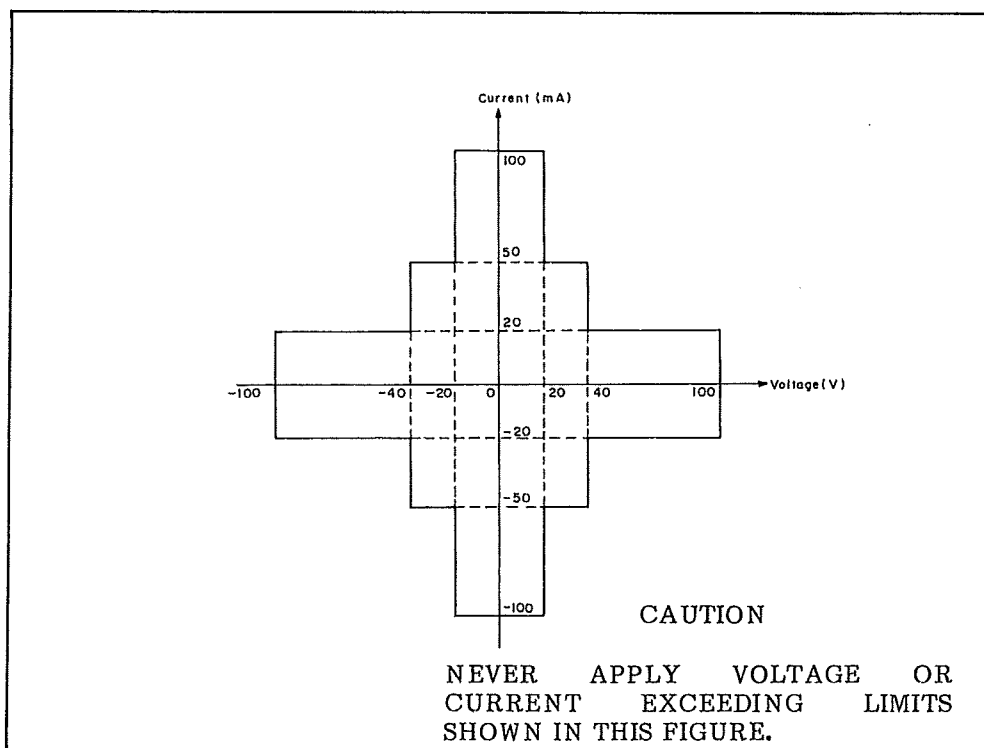 Current (mA)
100
50
20
-100 -40 -20 0 20 40 100 Voltage (V)
-20
-50
-100
CAUTION
NEVER APPLY VOLTAGE OR
CURRENT EXCEEDING LIMITS
SHOWN IN THIS FIGURE.